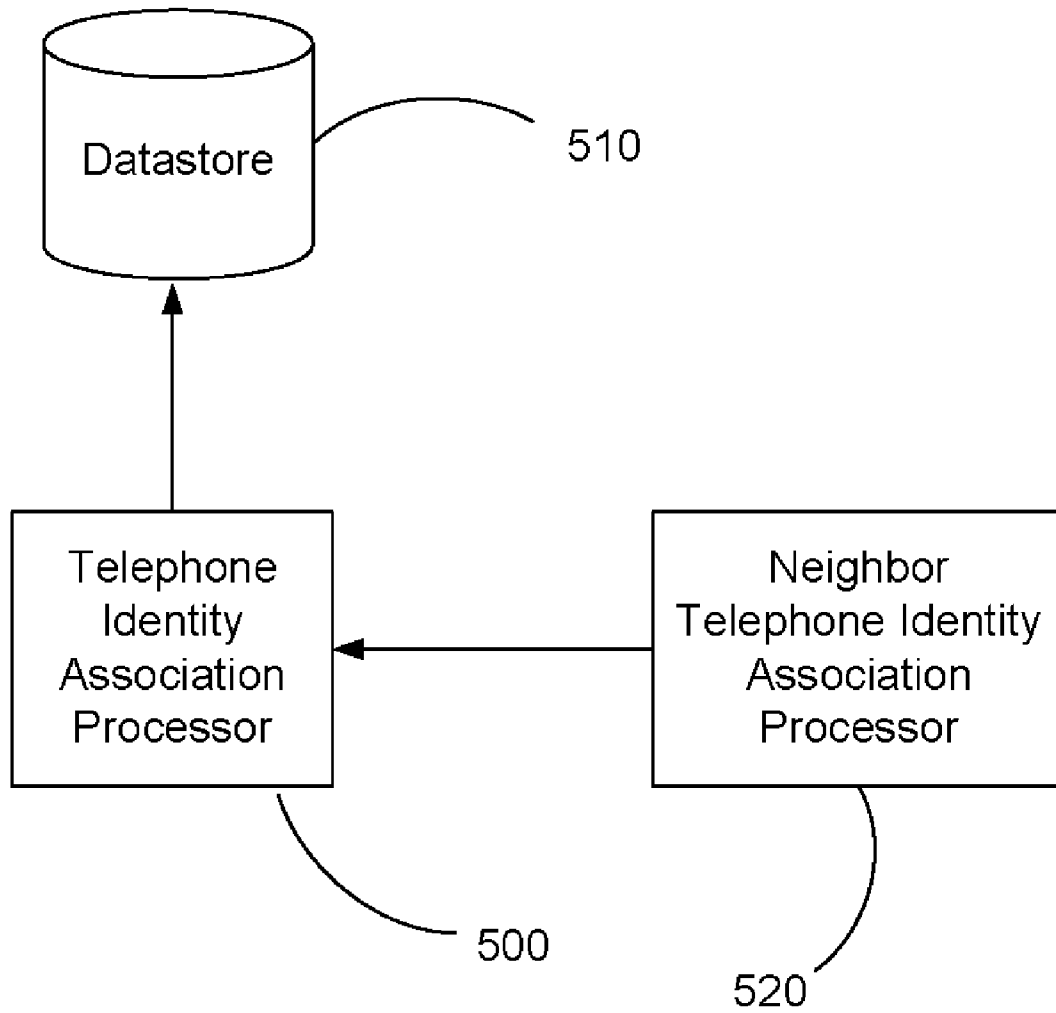 Datastore
510
Telephone
Identity
Association
Processor
Neighbor
Telephone Identity
Association
Processor
500
520